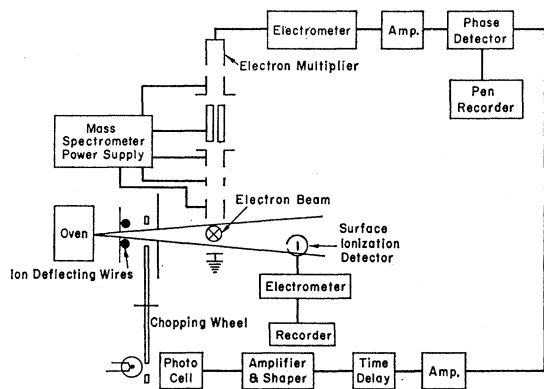 Electrometer
Amp.
Phase
Detector
Electron Multiplier
Pen
Recorder
Mass
Spectrometer
Power Supply
Electron Beam
Oven
Surface
Ionization
Detector
Ion Deflecting Wires
Electrometer
Chopping Wheel
Recorder
Photo
Cell
Amplifier
& Shaper
Time
Delay
Amp.